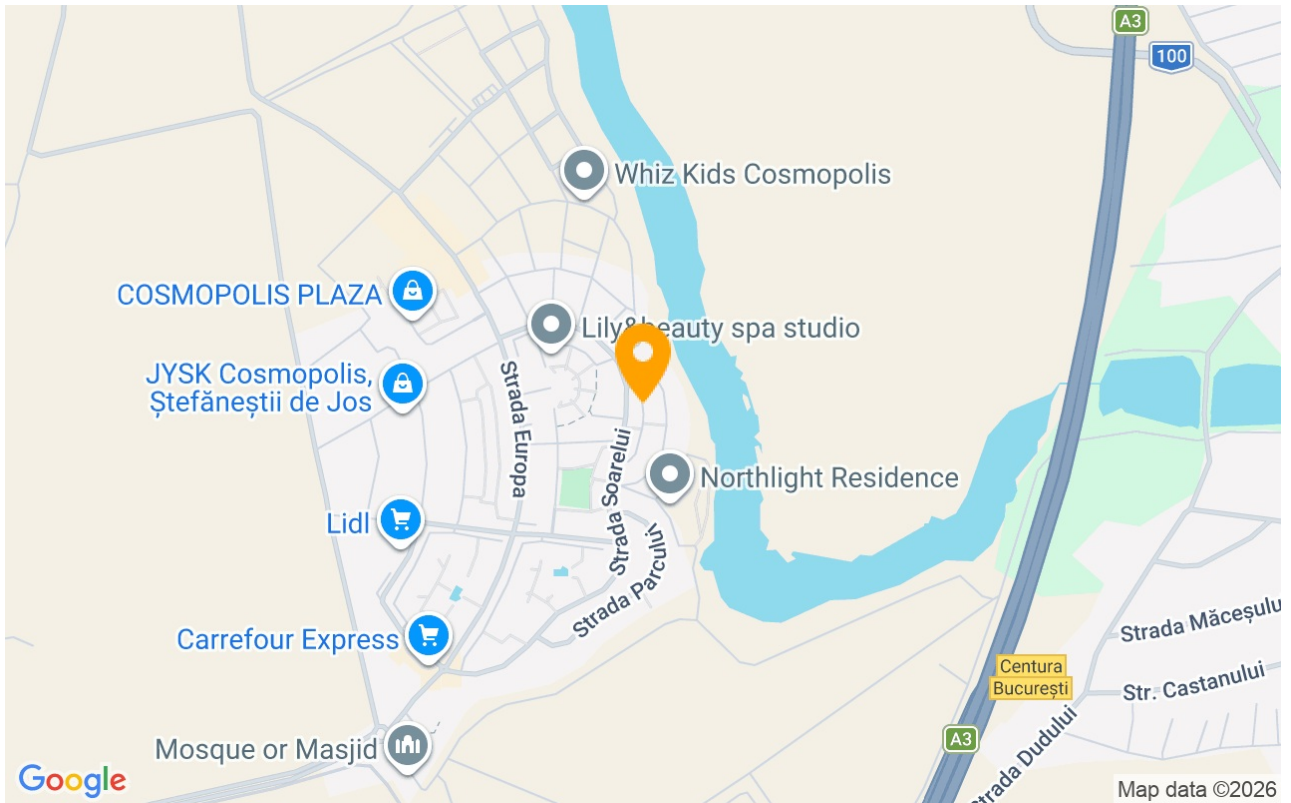 A3
100
Whiz Kids Cosmopolis
COSMOPOLIS PLAZA
Lily&beauty spa studio
JYSK Cosmopolis,
Ștefăneștii de Jos
Strada Europa
Strada Soarelui
Northlight Residence
Lidl
Strada Parcului
Carrefour Express
Strada Măceșulu
Centura
București
Str. Castanului
Mosque or Masjid
A3
Strada Dudului
Google
Map data ©2026